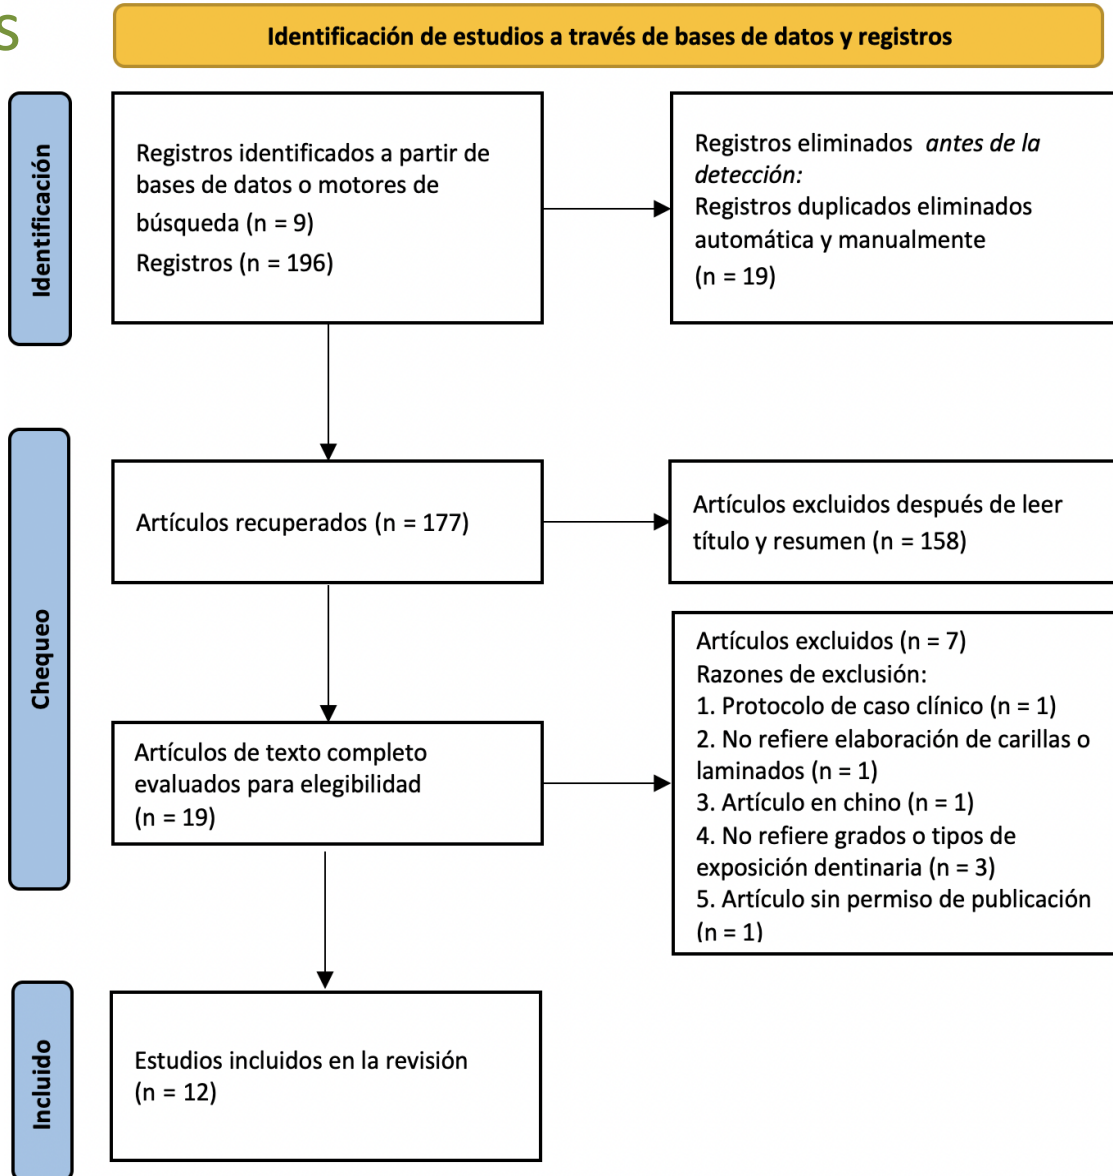 S
Identificación de estudios a través de bases de datos y registros
Identificación
Registros identificados a partir de
bases de datos o motores de
búsqueda (n = 9)
Registros (n = 196)
Registros eliminados antes de la
detección:
Registros duplicados eliminados
automática y manualmente
(n = 19)
Chequeo
Artículos recuperados (n = 177)
Artículos excluidos después de leer
título y resumen (n = 158)
Artículos de texto completo
evaluados para elegibilidad
(n = 19)
Artículos excluidos (n = 7)
Razones de exclusión:
1. Protocolo de caso clínico (n = 1)
2. No refiere elaboración de carillas o
laminados (n = 1)
3. Artículo en chino (n = 1)
4. No refiere grados o tipos de
exposición dentinaria (n = 3)
5. Artículo sin permiso de publicación
(n = 1)
Incluido
Estudios incluidos en la revisión
(n = 12)